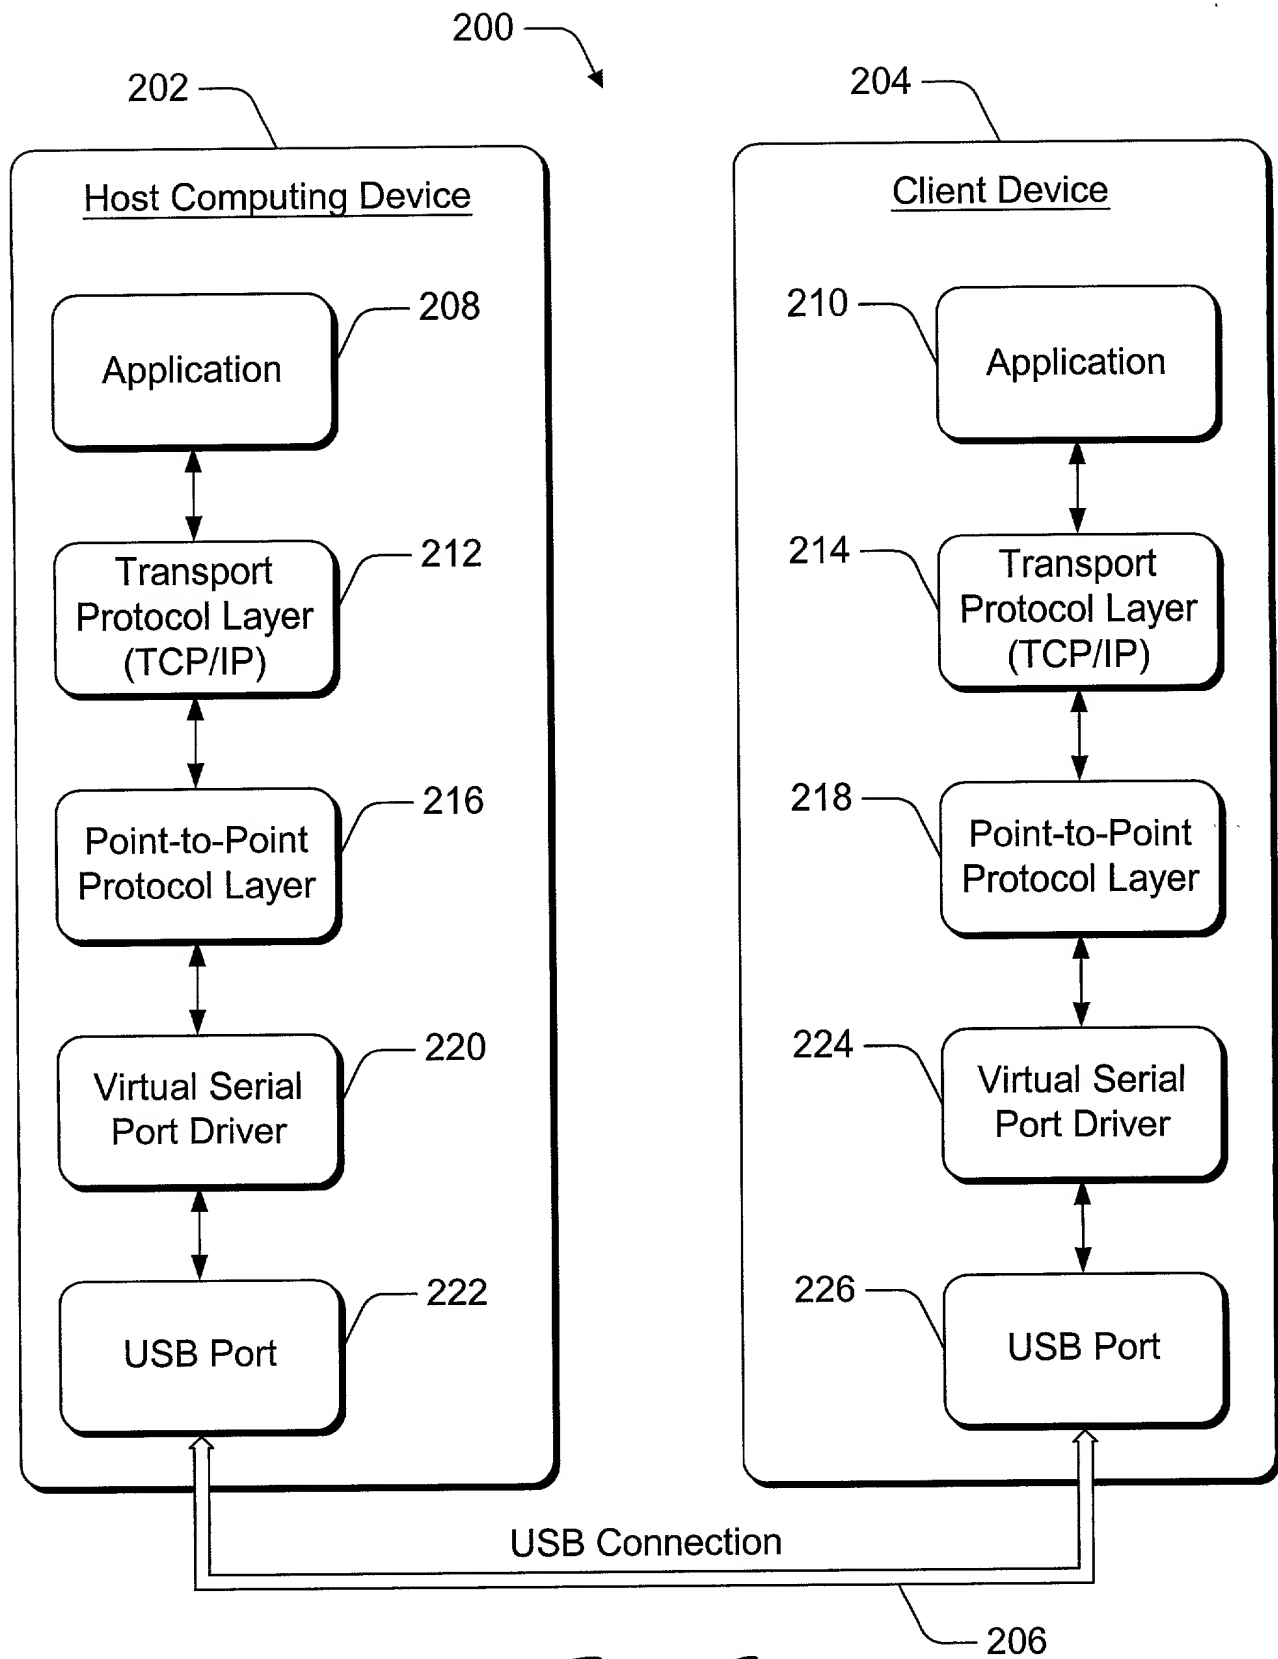 200
202
204
Host Computing Device
Client Device
208
Application
210
Application
212
Transport
Protocol Layer
(TCP/IP)
214
Transport
Protocol Layer
(TCP/IP)
216
Point-to-Point
Protocol Layer
218
Point-to-Point
Protocol Layer
220
Virtual Serial
Port Driver
224
Virtual Serial
Port Driver
222
USB Port
226
USB Port
USB Connection
206